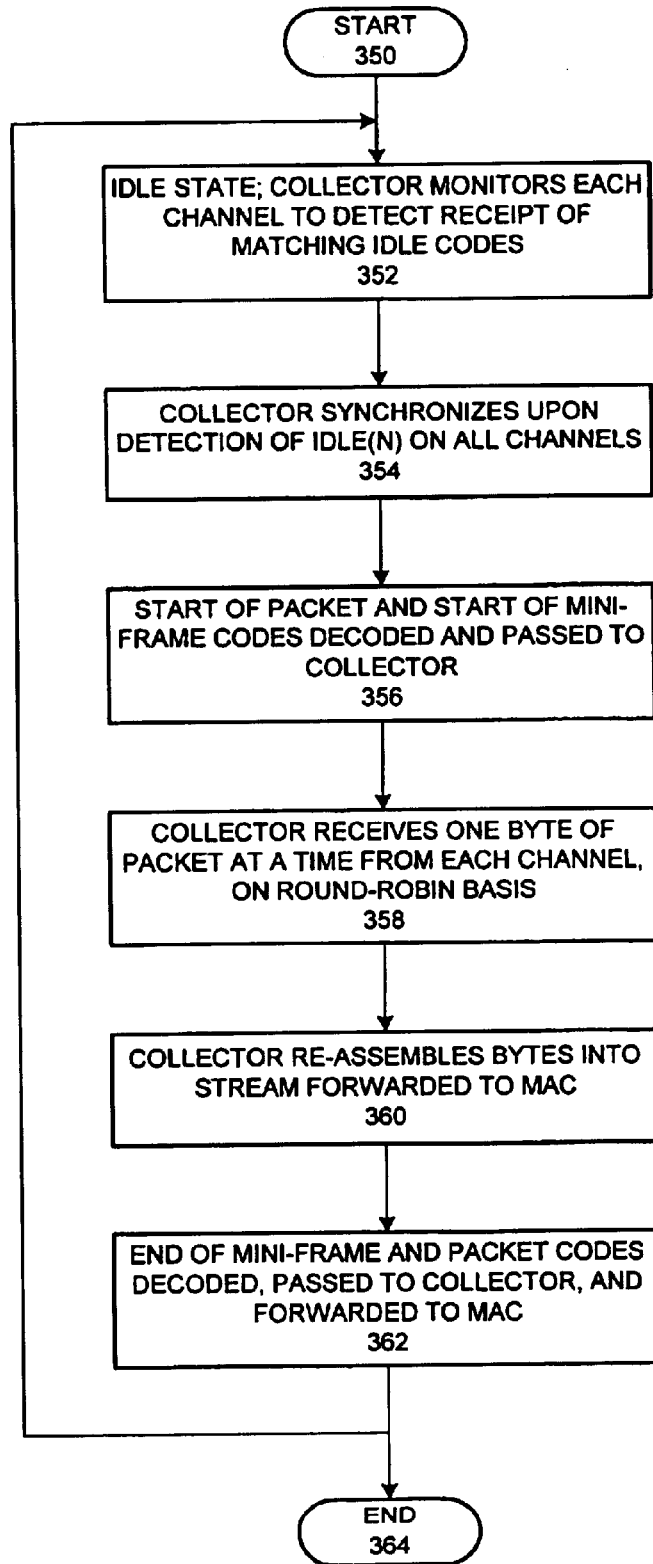 START
350
IDLE STATE; COLLECTOR MONITORS EACH
CHANNEL TO DETECT RECEIPT OF
MATCHING IDLE CODES
352
COLLECTOR SYNCHRONIZES UPON
DETECTION OF IDLE(N) ON ALL CHANNELS
354
START OF PACKET AND START OF MINI-
FRAME CODES DECODED AND PASSED TO
COLLECTOR
356
COLLECTOR RECEIVES ONE BYTE OF
PACKET AT A TIME FROM EACH CHANNEL,
ON ROUND-ROBIN BASIS
358
COLLECTOR RE-ASSEMBLES BYTES INTO
STREAM FORWARDED TO MAC
360
END OF MINI-FRAME AND PACKET CODES
DECODED, PASSED TO COLLECTOR, AND
FORWARDED TO MAC
362
END
364